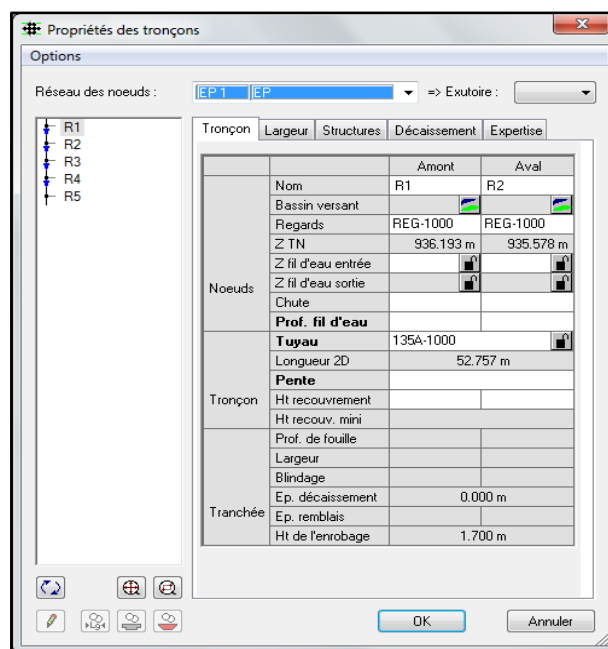 Propriétés des tronçons
Options
Réseau des noeuds : EP 1 EP => Exutoire :
R1
R2
R3
R4
R5
Tronçon Largeur Structures Décaissement Expertise
Amont Aval
Noeuds
Nom R1 R2
Bassin versant
Regards REG-1000 REG-1000
Z TN 936.193 m 935.578 m
Z fil d'eau entrée
Z fil d'eau sortie
Chute
Prof. fil d'eau
Tronçon
Tuyau 135A-1000
Longueur 2D 52.757 m
Pente
Ht recouvrement
Ht recouv. mini
Tranchée
Prof. de fouille
Largeur
Blindage
Ep. décaissement 0.000 m
Ep. remblais
Ht de l'enrobage 1.700 m
OK Annuler